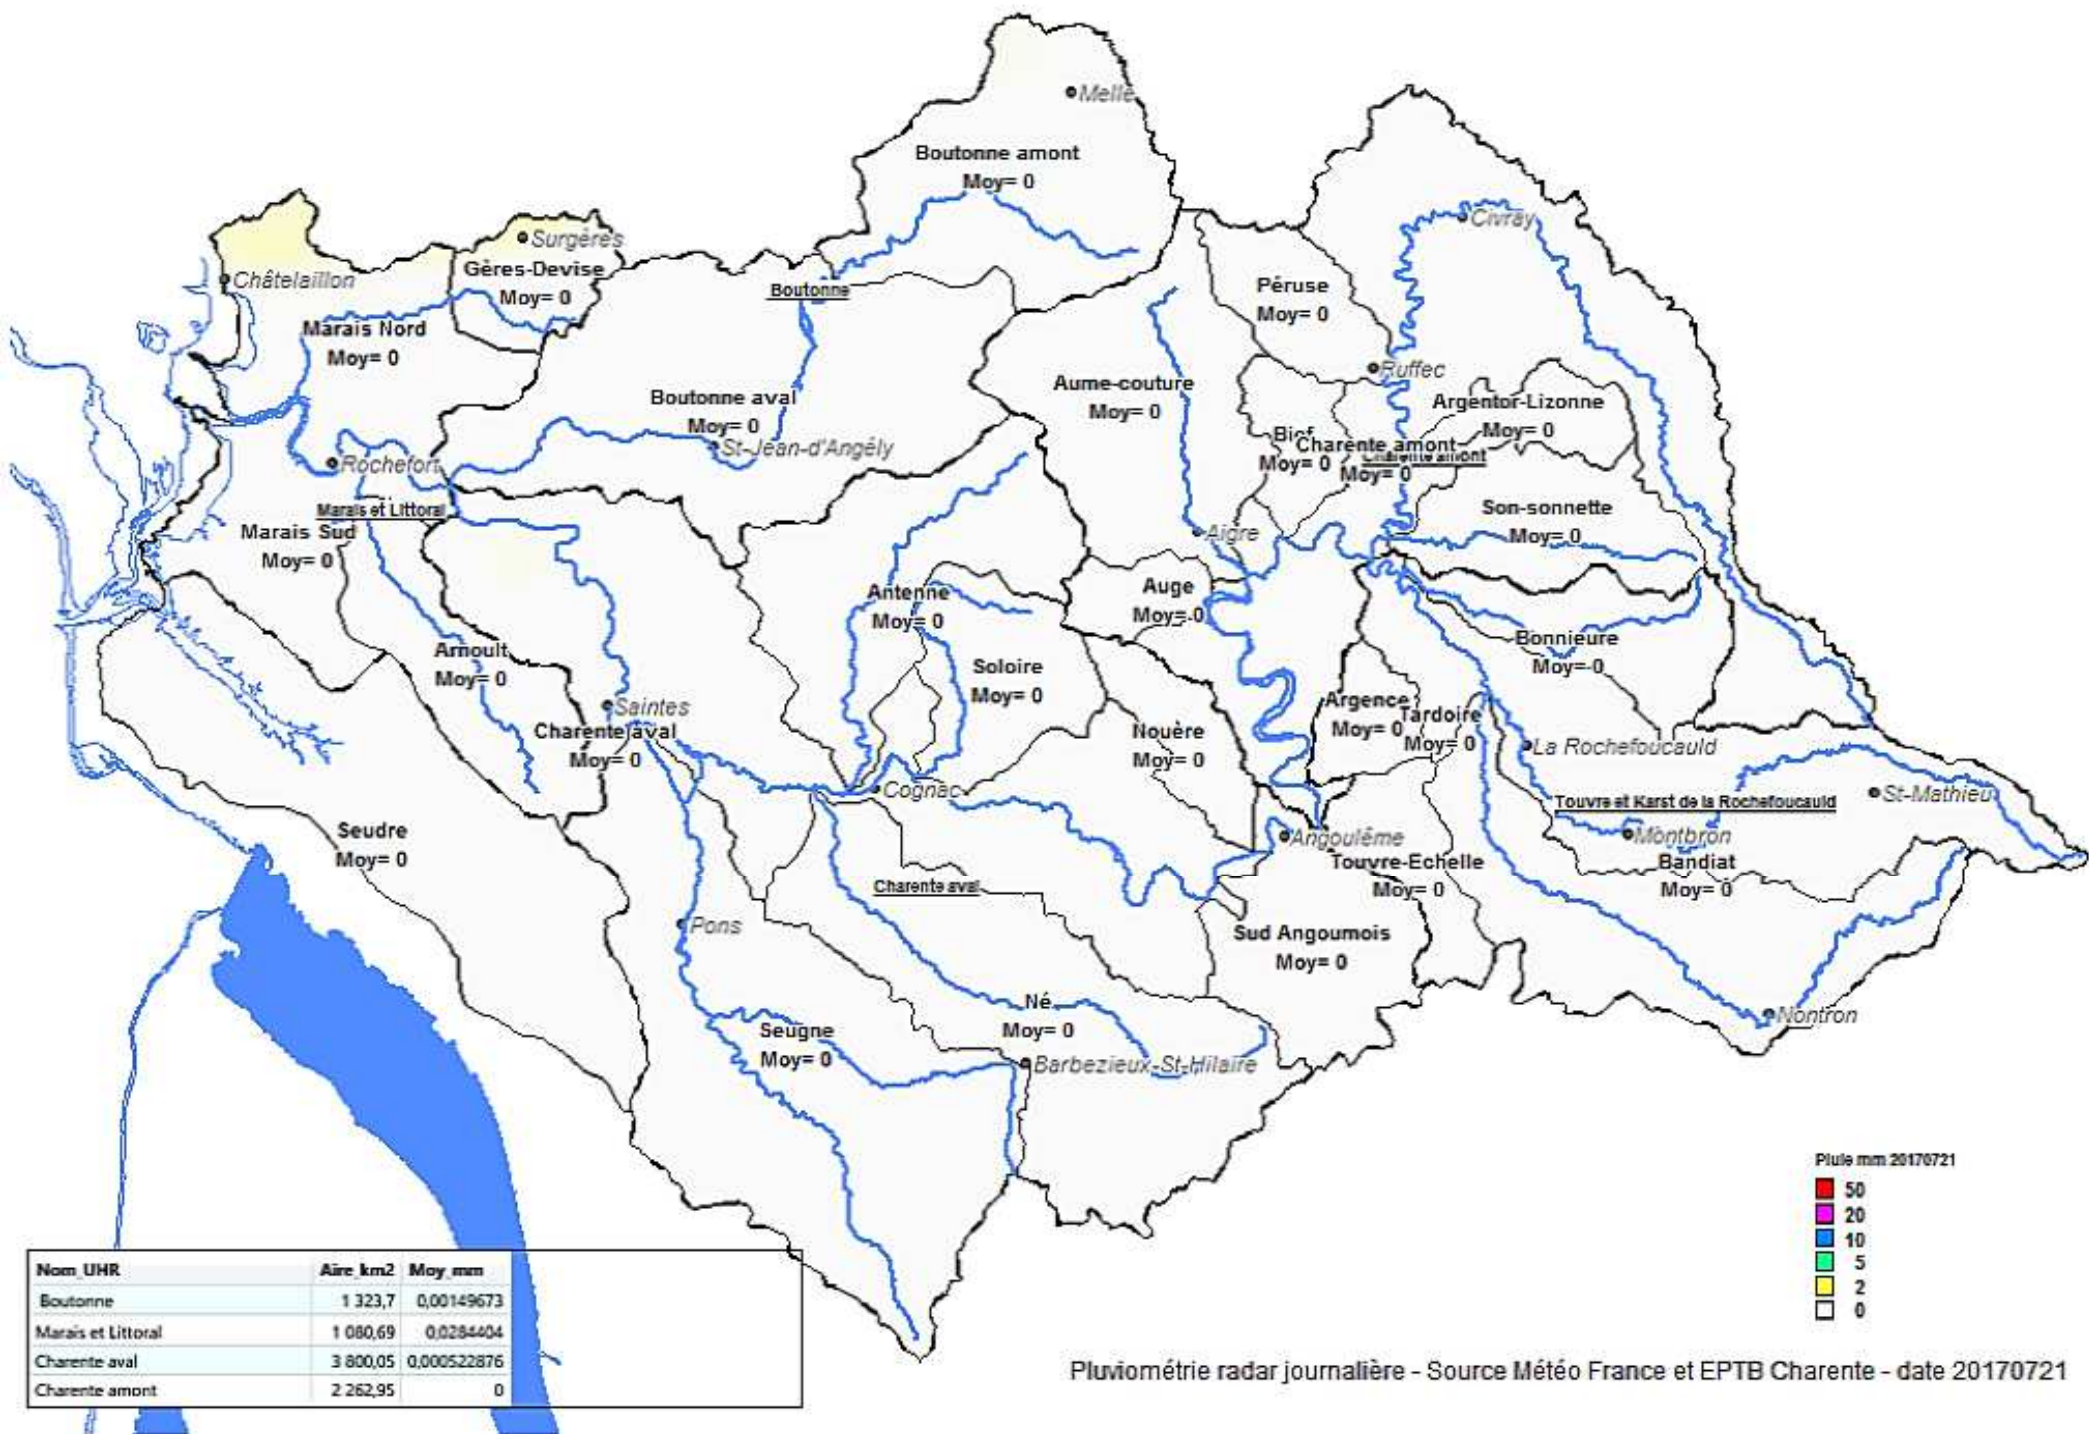 Melle
Boutonne amont
Moy= 0
Civray
Surgères
Gères-Devise
Moy= 0
Châtelaillon
Boutonne
Péruse
Moy= 0
Marais Nord
Moy= 0
Ruffec
Aume-couture
Moy= 0
Boutonne aval
Moy= 0
St-Jean-d'Angély
Argentor-Lizonne
Moy= 0
Bief
Moy= 0
Charente amont
Charente amont
Moy= 0
Rochefort
Marais et Littoral
Marais Sud
Moy= 0
Son-sonnette
Moy= 0
Aigre
Antenne
Moy= 0
Auge
Moy= 0
Bonnieure
Moy= 0
Arnoult
Moy= 0
Soloire
Moy= 0
Saintes
Charente aval
Moy= 0
Nouère
Moy= 0
Argence
Moy= 0
Tardoire
Moy= 0
La Rochefoucauld
Cognac
St-Mathieu
Touvre et Karst de la Rochefoucauld
Seudre
Moy= 0
Angoulême
Montbron
Touvre-Echelle
Moy= 0
Bandiat
Moy= 0
Charente aval
Pons
Sud Angoumois
Moy= 0
Né
Moy= 0
Nontron
Seugne
Moy= 0
Barbezieux-St-Hilaire
Pluie mm 20170721
50
20
10
5
2
0
Nom_UHR Aire_km2 Moy_mm
Boutonne 1 323,7 0,00149673
Marais et Littoral 1 080,69 0,0284404
Charente aval 3 800,05 0,000522876
Charente amont 2 262,95 0
Pluviométrie radar journalière - Source Météo France et EPTB Charente - date 20170721